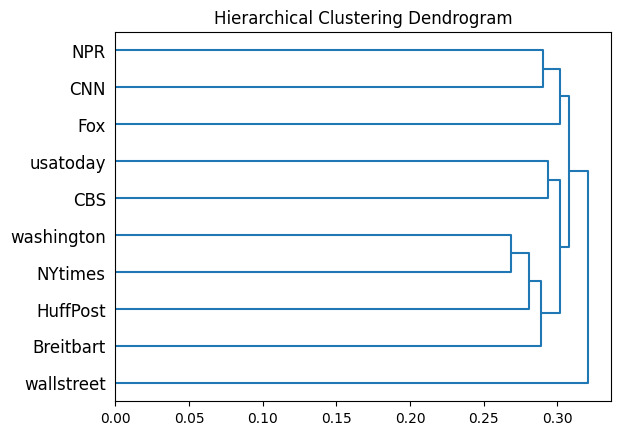 Hierarchical Clustering Dendrogram
NPR
CNN
Fox
usatoday
CBS
washington
NYtimes
HuffPost
Breitbart
wallstreet
0.00 0.05 0.10 0.15 0.20 0.25 0.30